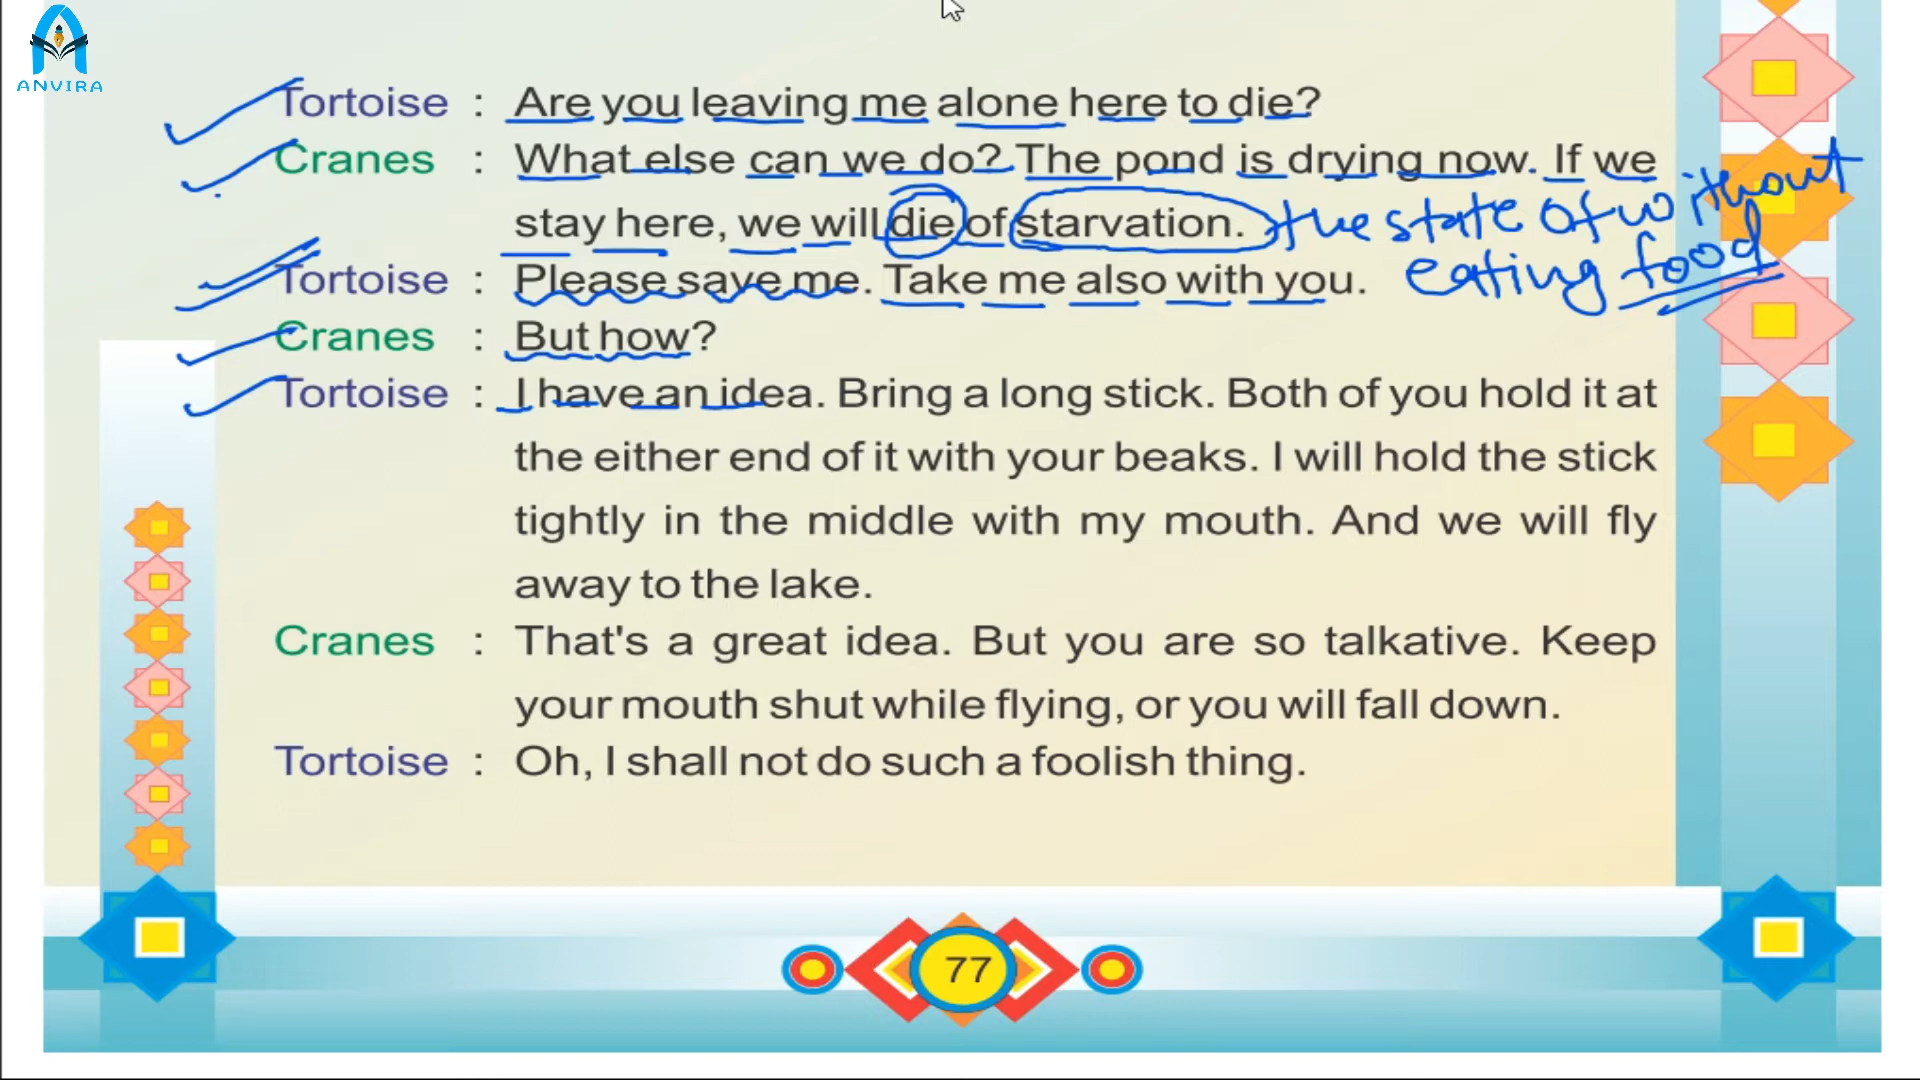 ANVIRA
Tortoise : Are you leaving me alone here to die?
Cranes : What else can we do? The pond is drying now. If we
stay here, we will die of starvation. the state of without
eating food
Tortoise : Please save me. Take me also with you.
Cranes : But how?
Tortoise : I have an idea. Bring a long stick. Both of you hold it at
the either end of it with your beaks. I will hold the stick
tightly in the middle with my mouth. And we will fly
away to the lake.
Cranes : That's a great idea. But you are so talkative. Keep
your mouth shut while flying, or you will fall down.
Tortoise : Oh, I shall not do such a foolish thing.
77